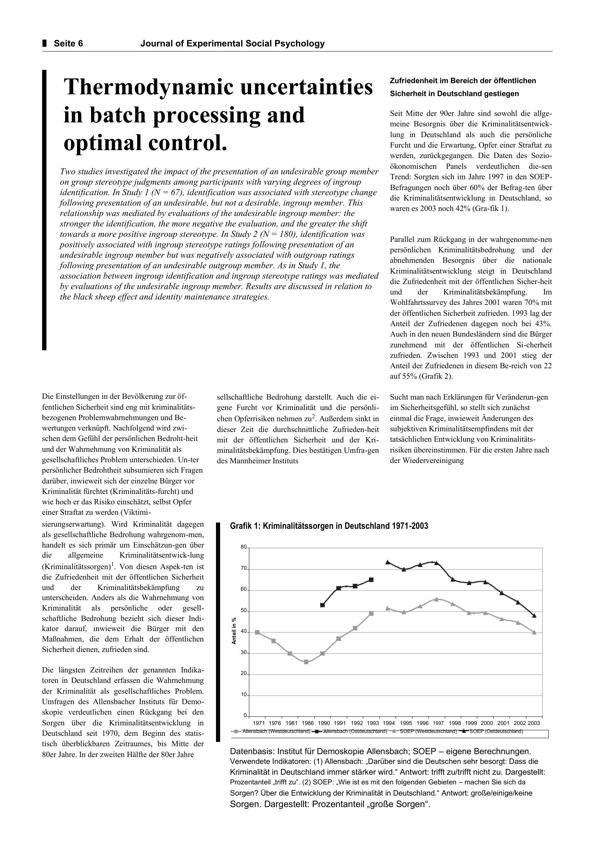 Seite 6
Journal of Experimental Social Psychology
Thermodynamic uncertainties
in batch processing and
optimal control.
Two studies investigated the impact of the presentation of an undesirable group member
on group stereotype judgments among participants with varying degrees of ingroup
identification. In Study 1 (N = 67), identification was associated with stereotype change
following presentation of an undesirable, but not a desirable, ingroup member. This
relationship was mediated by evaluations of the undesirable ingroup member: the
stronger the identification, the more negative the evaluation, and the greater the shift
towards a more positive ingroup stereotype. In Study 2 (N = 180), identification was
positively associated with ingroup stereotype ratings following presentation of an
undesirable ingroup member but was negatively associated with outgroup ratings
following presentation of an undesirable outgroup member. As in Study 1, the
association between ingroup identification and ingroup stereotype ratings was mediated
by evaluations of the undesirable ingroup member. Results are discussed in relation to
the black sheep effect and identity maintenance strategies.
Zufriedenheit im Bereich der öffentlichen
Sicherheit in Deutschland gestiegen
Seit Mitte der 90er Jahre sind sowohl die allge-
meine Besorgnis über die Kriminalitätsentwick-
lung in Deutschland als auch die persönliche
Furcht und die Erwartung, Opfer einer Straftat zu
werden, zurückgegangen. Die Daten des Sozio-
ökonomischen Panels verdeutlichen die-sen
Trend: Sorgten sich im Jahre 1997 in den SOEP-
Befragungen noch über 60% der Befrag-ten über
die Kriminalitätsentwicklung in Deutschland, so
waren es 2003 noch 42% (Gra-fik 1).
Parallel zum Rückgang in der wahrgenomme-nen
persönlichen Kriminalitätsbedrohung und der
abnehmenden Besorgnis über die nationale
Kriminalitätsentwicklung steigt in Deutschland
die Zufriedenheit mit der öffentlichen Sicher-heit
und der Kriminalitätsbekämpfung. Im
Wohlfahrtssurvey des Jahres 2001 waren 70% mit
der öffentlichen Sicherheit zufrieden. 1993 lag der
Anteil der Zufriedenen dagegen noch bei 43%.
Auch in den neuen Bundesländern sind die Bürger
zunehmend mit der öffentlichen Si-cherheit
zufrieden. Zwischen 1993 und 2001 stieg der
Anteil der Zufriedenen in diesem Be-reich von 22
auf 55% (Grafik 2).
Die Einstellungen in der Bevölkerung zur öf-
fentlichen Sicherheit sind eng mit kriminalitäts-
bezogenen Problemwahrnehmungen und Be-
wertungen verknüpft. Nachfolgend wird zwi-
schen dem Gefühl der persönlichen Bedroht-heit
und der Wahrnehmung von Kriminalität als
gesellschaftliches Problem unterschieden. Un-ter
persönlicher Bedrohtheit subsumieren sich Fragen
darüber, inwieweit sich der einzelne Bürger vor
Kriminalität fürchtet (Kriminalitäts-furcht) und
wie hoch er das Risiko einschätzt, selbst Opfer
einer Straftat zu werden (Viktimi-
sierungserwartung). Wird Kriminalität dagegen
als gesellschaftliche Bedrohung wahrgenom-men,
handelt es sich primär um Einschätzun-gen über
die allgemeine Kriminalitätsentwick-lung
(Kriminalitätssorgen)1. Von diesen Aspek-ten ist
die Zufriedenheit mit der öffentlichen Sicherheit
und der Kriminalitätsbekämpfung zu
unterscheiden. Anders als die Wahrnehmung von
Kriminalität als persönliche oder gesell-
schaftliche Bedrohung bezieht sich dieser Indi-
kator darauf, inwieweit die Bürger mit den
Maßnahmen, die dem Erhalt der öffentlichen
Sicherheit dienen, zufrieden sind.
Die längsten Zeitreihen der genannten Indika-
toren in Deutschland erfassen die Wahrnehmung
der Kriminalität als gesellschaftliches Problem.
Umfragen des Allensbacher Instituts für Demo-
skopie verdeutlichen einen Rückgang bei den
Sorgen über die Kriminalitätsentwicklung in
Deutschland seit 1970, dem Beginn des statis-
tisch überblickbaren Zeitraumes, bis Mitte der
80er Jahre. In der zweiten Hälfte der 80er Jahre
sellschaftliche Bedrohung darstellt. Auch die ei-
gene Furcht vor Kriminalität und die persönli-
chen Opferrisiken nehmen zu2. Außerdem sinkt in
dieser Zeit die durchschnittliche Zufrieden-heit
mit der öffentlichen Sicherheit und der Kri-
minalitätsbekämpfung. Dies bestätigen Umfra-gen
des Mannheimer Instituts
Sucht man nach Erklärungen für Veränderun-gen
im Sicherheitsgefühl, so stellt sich zunächst
einmal die Frage, inwieweit Änderungen des
subjektiven Kriminalitätsempfindens mit der
tatsächlichen Entwicklung von Kriminalitäts-
risiken übereinstimmen. Für die ersten Jahre nach
der Wiedervereinigung
Grafik 1: Kriminalitätssorgen in Deutschland 1971-2003
Anteil in %
80
70
60
50
40
30
20
10
0
1971 1976 1981 1986 1990 1991 1992 1993 1994 1995 1996 1997 1998 1999 2000 2001 2002 2003
Allensbach (Westdeutschland) Allensbach (Ostdeutschland) SOEP (Westdeutschland) SOEP (Ostdeutschland)
Datenbasis: Institut für Demoskopie Allensbach; SOEP – eigene Berechnungen.
Verwendete Indikatoren: (1) Allensbach: „Darüber sind die Deutschen sehr besorgt: Dass die
Kriminalität in Deutschland immer stärker wird.“ Antwort: trifft zu/trifft nicht zu. Dargestellt:
Prozentanteil „trifft zu“. (2) SOEP: „Wie ist es mit den folgenden Gebieten – machen Sie sich da
Sorgen? Über die Entwicklung der Kriminalität in Deutschland.“ Antwort: große/einige/keine
Sorgen. Dargestellt: Prozentanteil „große Sorgen“.